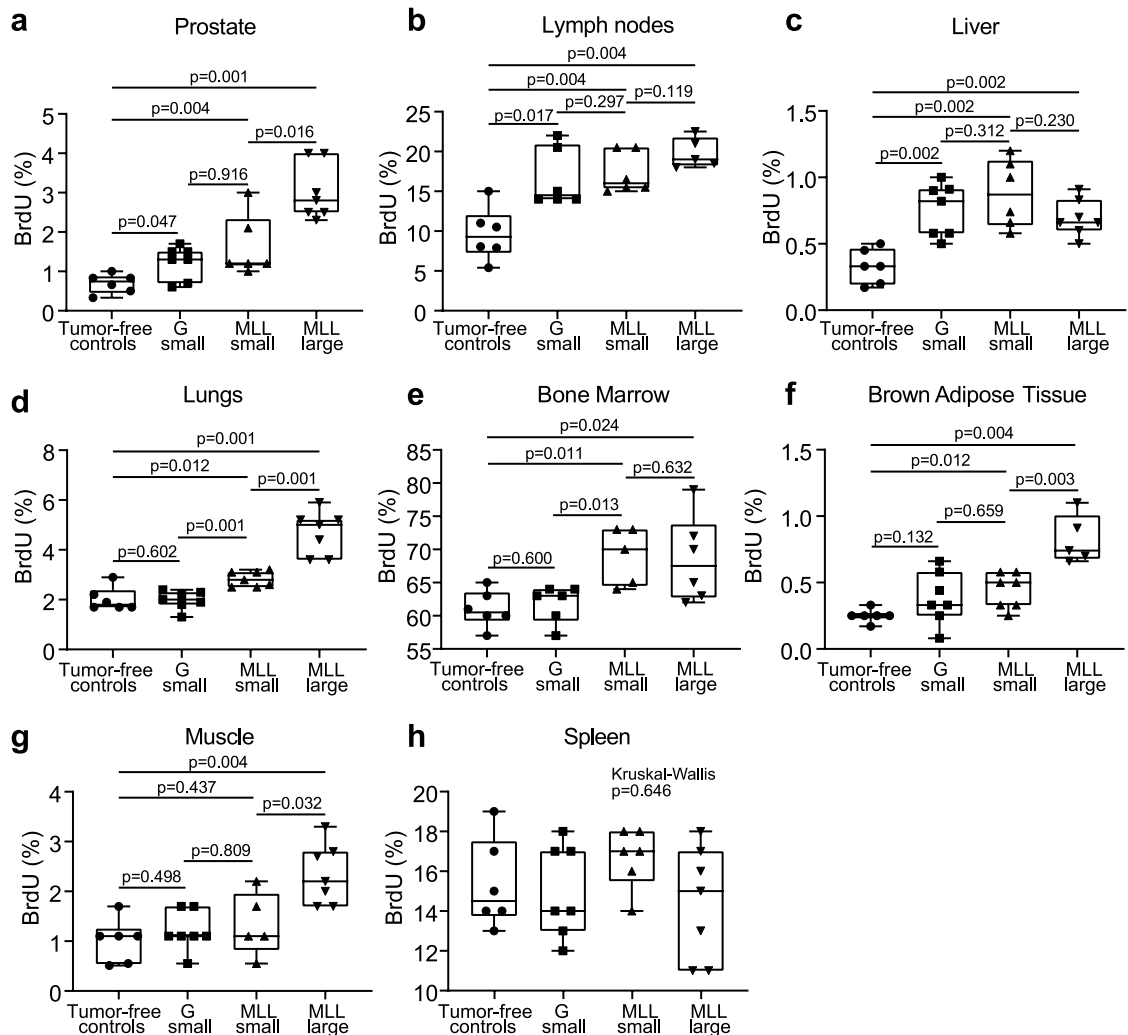 a
Prostate
p=0.001
p=0.004
p=0.016
p=0.916
p=0.047
BrdU (%)
5
4
3
2
1
0
Tumor-free controls
G small
MLL small
MLL large
b
Lymph nodes
p=0.004
p=0.004
p=0.119
p=0.297
p=0.017
BrdU (%)
25
20
15
10
5
0
Tumor-free controls
G small
MLL small
MLL large
c
Liver
p=0.002
p=0.002
p=0.230
p=0.312
p=0.002
BrdU (%)
1.5
1.0
0.5
0.0
Tumor-free controls
G small
MLL small
MLL large
d
Lungs
p=0.001
p=0.012
p=0.001
p=0.001
p=0.602
BrdU (%)
8
6
4
2
0
Tumor-free controls
G small
MLL small
MLL large
e
Bone Marrow
p=0.024
p=0.011
p=0.632
p=0.013
p=0.600
BrdU (%)
85
80
75
70
65
60
55
Tumor-free controls
G small
MLL small
MLL large
f
Brown Adipose Tissue
p=0.004
p=0.012
p=0.003
p=0.659
p=0.132
BrdU (%)
1.5
1.0
0.5
0.0
Tumor-free controls
G small
MLL small
MLL large
g
Muscle
p=0.004
p=0.437
p=0.032
p=0.809
p=0.498
BrdU (%)
4
3
2
1
0
Tumor-free controls
G small
MLL small
MLL large
h
Spleen
Kruskal-Wallis
p=0.646
BrdU (%)
20
18
16
14
12
10
Tumor-free controls
G small
MLL small
MLL large